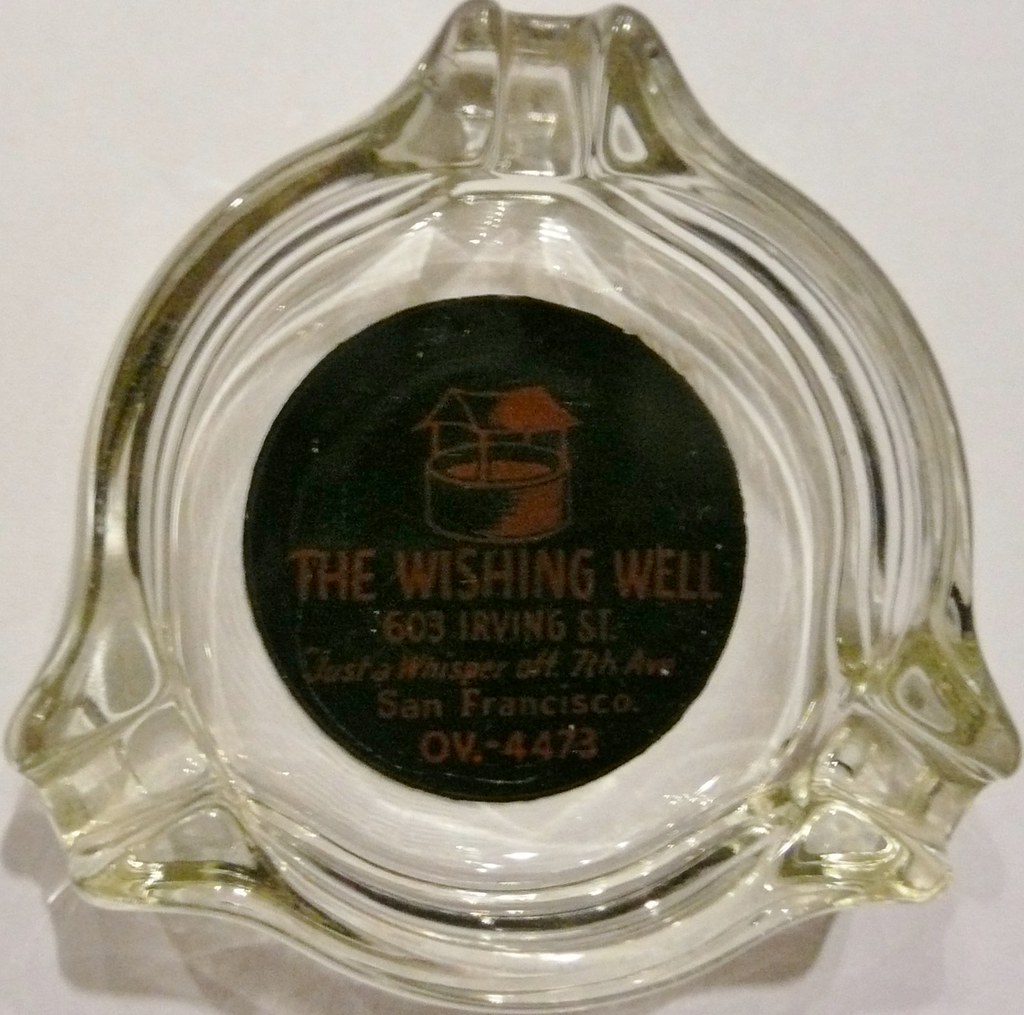 THE WISHING WELL
603 IRVING ST.
"Just a Whisper off 7th Ave"
San Francisco.
OV.-4473